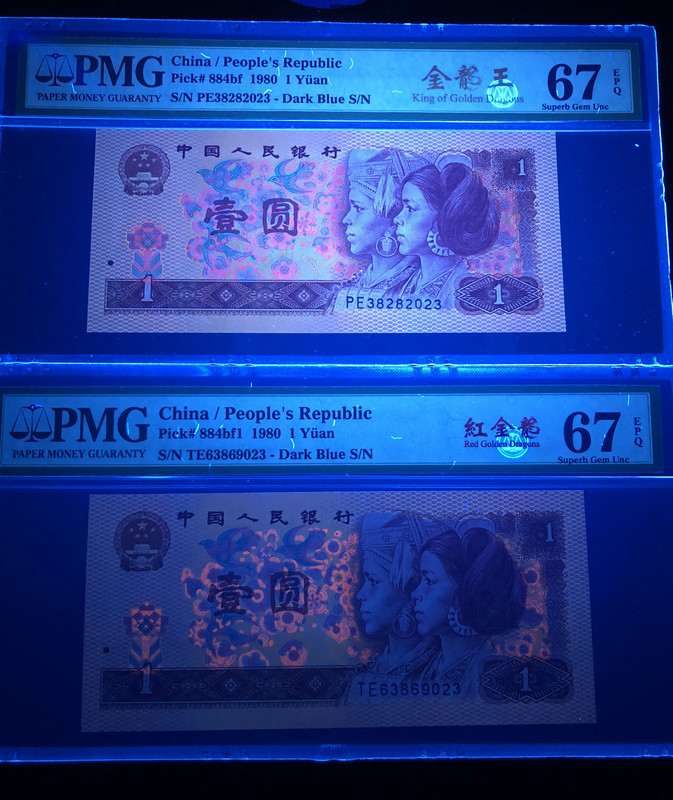 PMG
PAPER MONEY GUARANTY
China / People's Republic
Pick# 884bf 1980 1 Yüan
S/N PE38282023 - Dark Blue S/N
金龍王
King of Golden Dragons
67
EPQ
Superb Gem Unc
中国人民银行
1
壹圆
1
PE38282023
1
PMG
PAPER MONEY GUARANTY
China / People's Republic
Pick# 884bf1 1980 1 Yüan
S/N TE63869023 - Dark Blue S/N
紅金龍
Red Golden Dragons
67
EPQ
Superb Gem Unc
中国人民银行
1
壹圆
1
TE63869023
1